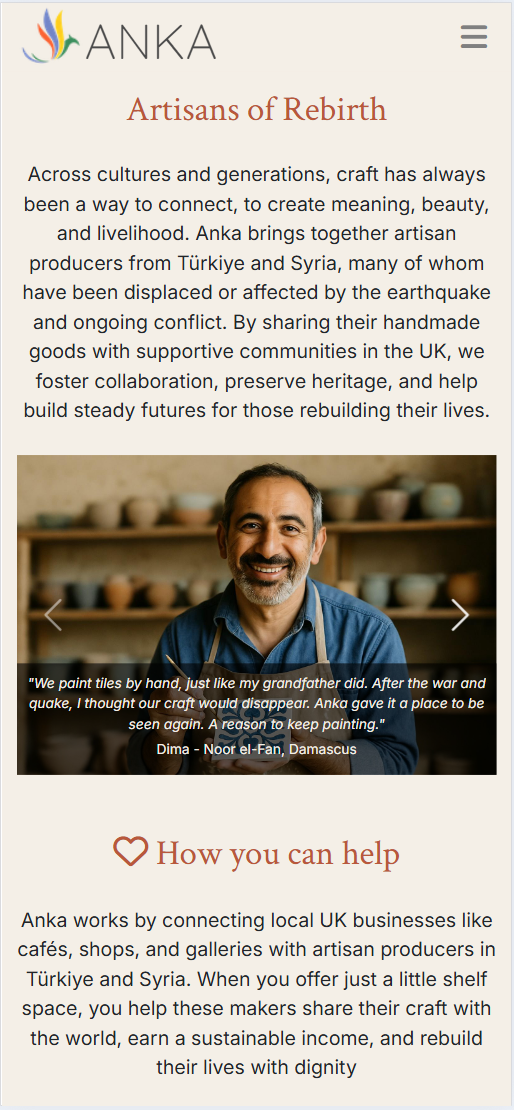 ANKA
Artisans of Rebirth
Across cultures and generations, craft has always
been a way to connect, to create meaning, beauty,
and livelihood. Anka brings together artisan
producers from Türkiye and Syria, many of whom
have been displaced or affected by the earthquake
and ongoing conflict. By sharing their handmade
goods with supportive communities in the UK, we
foster collaboration, preserve heritage, and help
build steady futures for those rebuilding their lives.
"We paint tiles by hand, just like my grandfather did. After the war and
quake, I thought our craft would disappear. Anka gave it a place to be
seen again. A reason to keep painting."
Dima - Noor el-Fan, Damascus
How you can help
Anka works by connecting local UK businesses like
cafés, shops, and galleries with artisan producers in
Türkiye and Syria. When you offer just a little shelf
space, you help these makers share their craft with
the world, earn a sustainable income, and rebuild
their lives with dignity